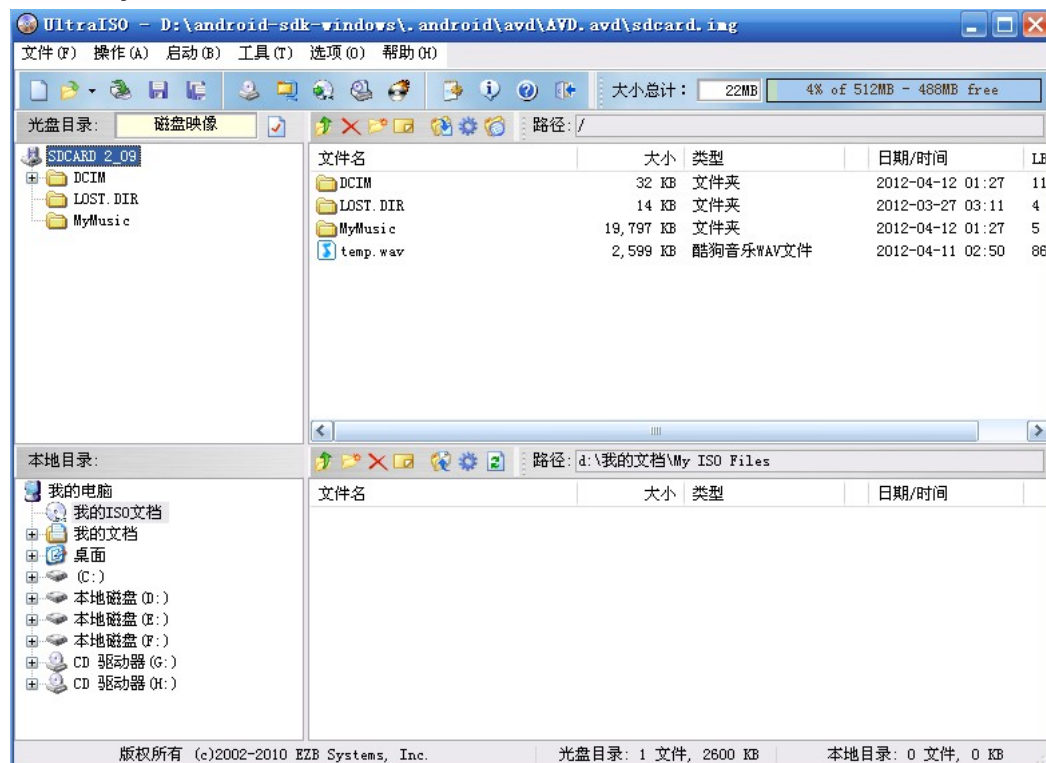 UltraISO - D:\android-sdk-windows\.android\avd\AVD.avd\sdcard.img
文件(F) 操作(A) 启动(B) 工具(T) 选项(O) 帮助(H)
大小总计: 22MB 4% of 512MB - 488MB free
光盘目录: 磁盘映像 路径: /
SDCARD 2_09
DCIM
LOST.DIR
MyMusic
文件名 大小 类型 日期/时间 LB
DCIM 32 KB 文件夹 2012-04-12 01:27 11
LOST.DIR 14 KB 文件夹 2012-03-27 03:11 4
MyMusic 19,797 KB 文件夹 2012-04-12 01:27 5
temp.wav 2,599 KB 酷狗音乐WAV文件 2012-04-11 02:50 86
本地目录: 路径: d:\我的文档\My ISO Files
我的电脑
我的ISO文档
我的文档
桌面
(C:)
本地磁盘(D:)
本地磁盘(E:)
本地磁盘(F:)
CD 驱动器(G:)
CD 驱动器(H:)
文件名 大小 类型 日期/时间
版权所有 (c)2002-2010 EZB Systems, Inc. 光盘目录: 1 文件, 2600 KB 本地目录: 0 文件, 0 KB